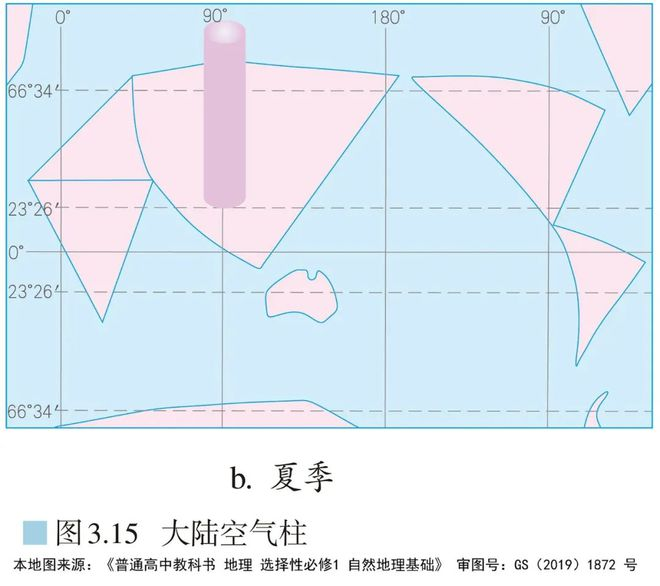 0° 90° 180° 90°
66°34′
23°26′
0°
23°26′
66°34′
b. 夏季
图3.15 大陆空气柱
本地图来源：《普通高中教科书 地理 选择性必修1 自然地理基础》 审图号：GS（2019）1872 号